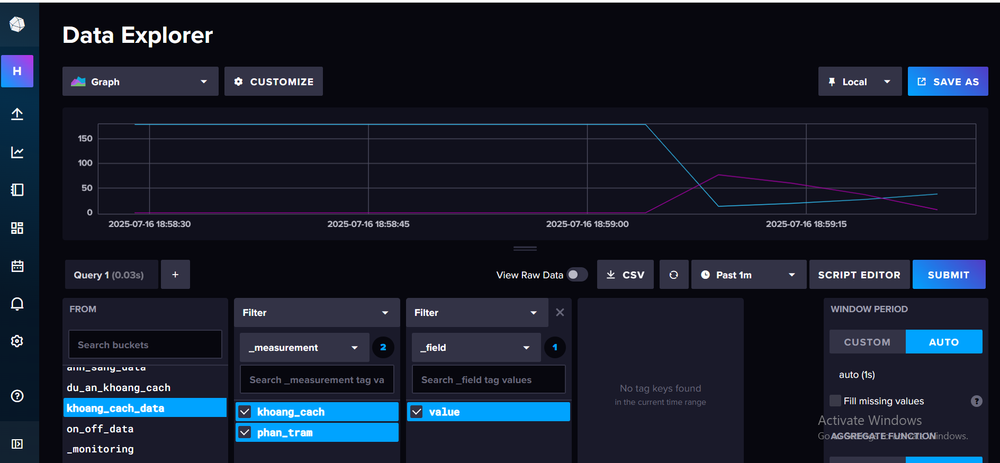 Data Explorer
H
Graph
CUSTOMIZE
Local
SAVE AS
150
100
50
0
2025-07-16 18:58:30
2025-07-16 18:58:45
2025-07-16 18:59:00
2025-07-16 18:59:15
Query 1 (0.03s)
+
View Raw Data
CSV
Past 1m
SCRIPT EDITOR
SUBMIT
FROM
Search buckets
anh_sang_data
du_an_khoang_cach
khoang_cach_data
on_off_data
_monitoring
Filter
_measurement
2
Search _measurement tag va
khoang_cach
phan_tram
Filter
_field
1
Search _field tag values
value
No tag keys found
in the current time range
WINDOW PERIOD
CUSTOM
AUTO
auto (1s)
Fill missing values
?
Activate Windows
Go to Settings to activate Windows.
AGGREGATE FUNCTION